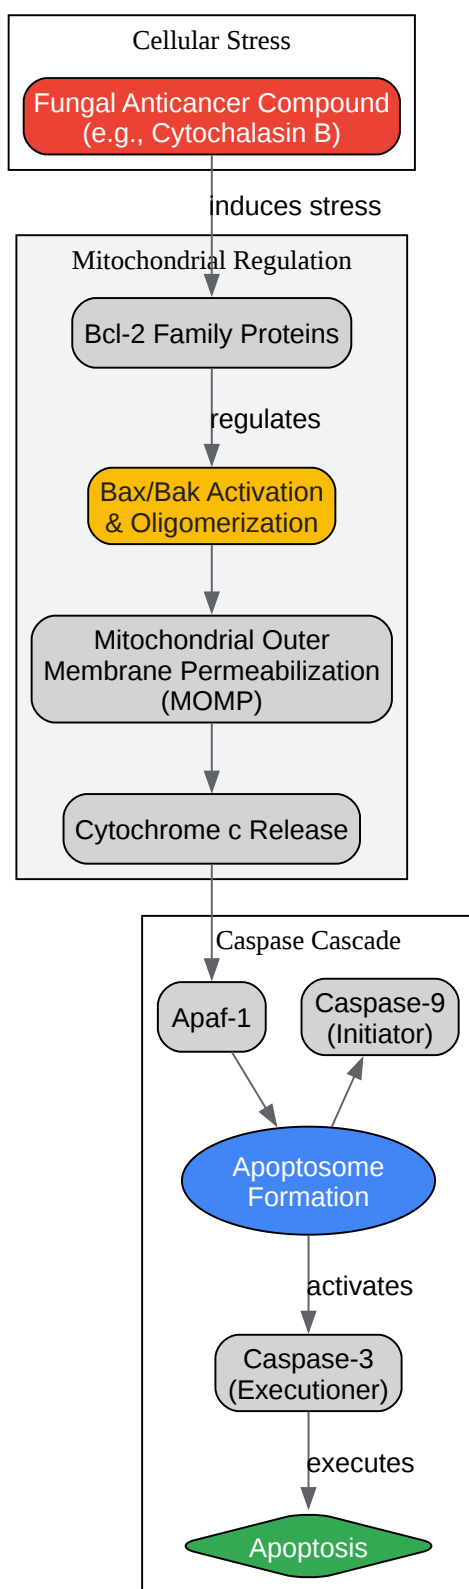 Cellular Stress
Fungal Anticancer Compound
(e.g., Cytochalasin B)
induces stress
Mitochondrial Regulation
Bcl-2 Family Proteins
regulates
Bax/Bak Activation
& Oligomerization
Mitochondrial Outer
Membrane Permeabilization
(MOMP)
Cytochrome c Release
Caspase Cascade
Apaf-1
Caspase-9
(Initiator)
Apoptosome
Formation
activates
Caspase-3
(Executioner)
executes
Apoptosis